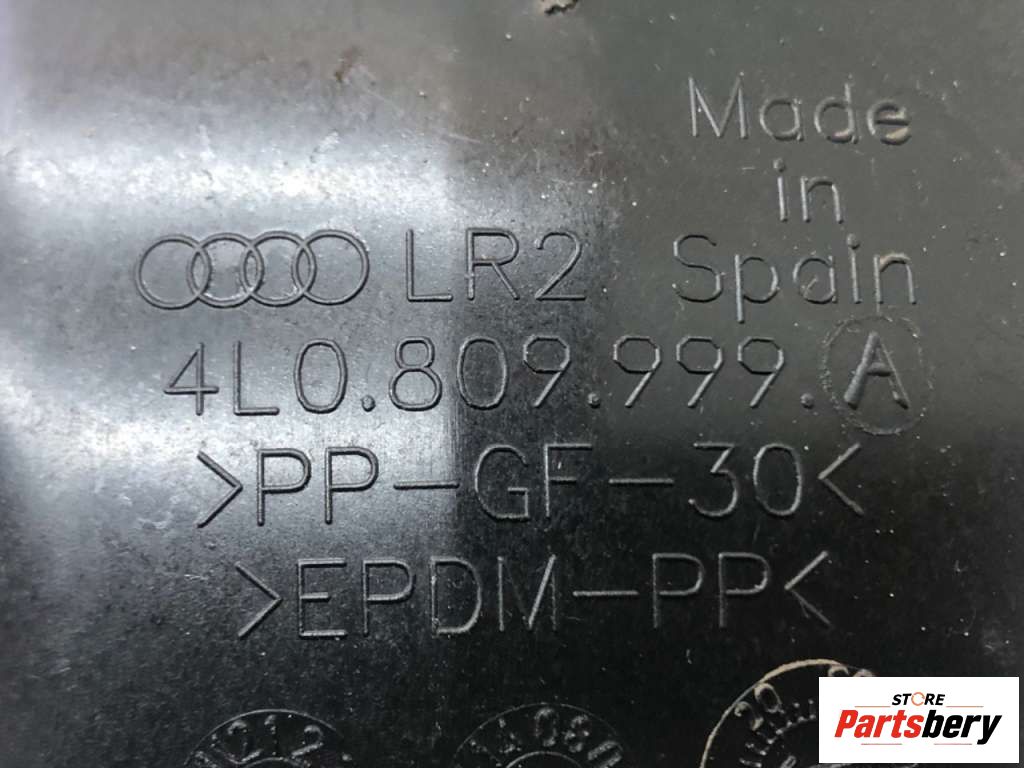 Made
in
LR2 Spain
4L0.809.999.A
>PP-GF-30<
>EPDM-PP<
STORE
Partsbery